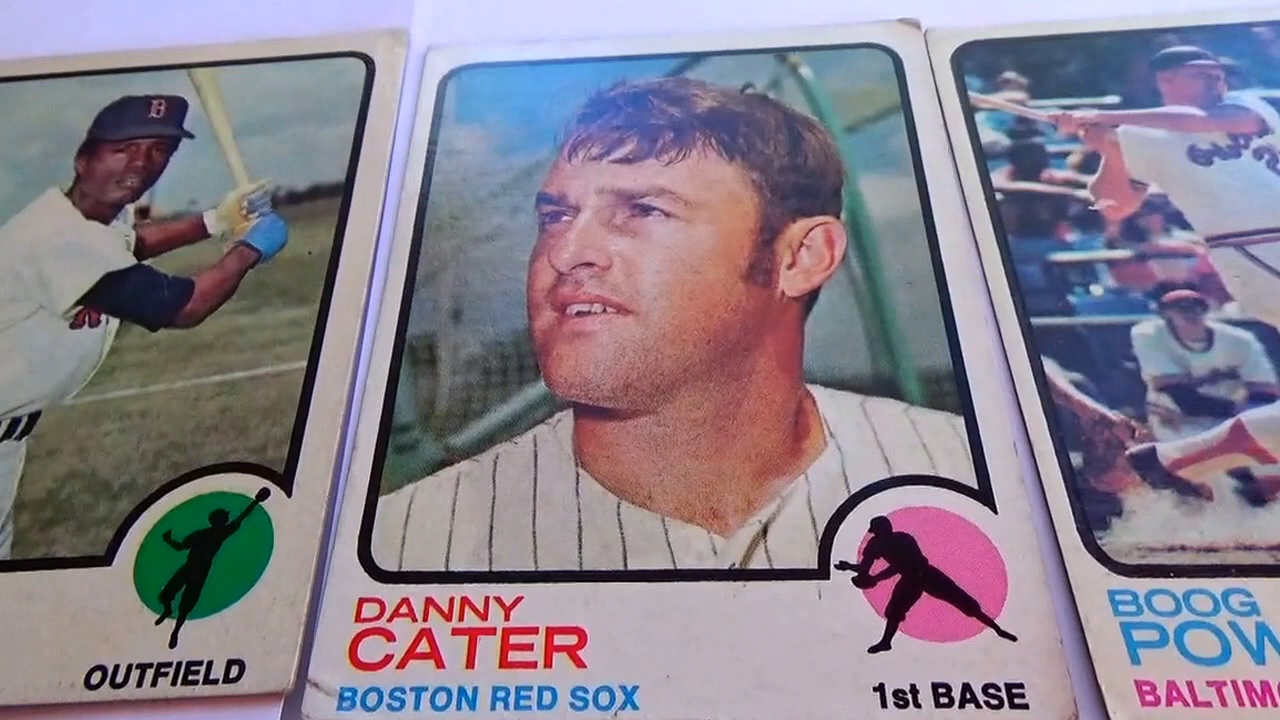 B
OUTFIELD
DANNY
CATER
BOSTON RED SOX
1st BASE
BOOG
POW
BALTIM